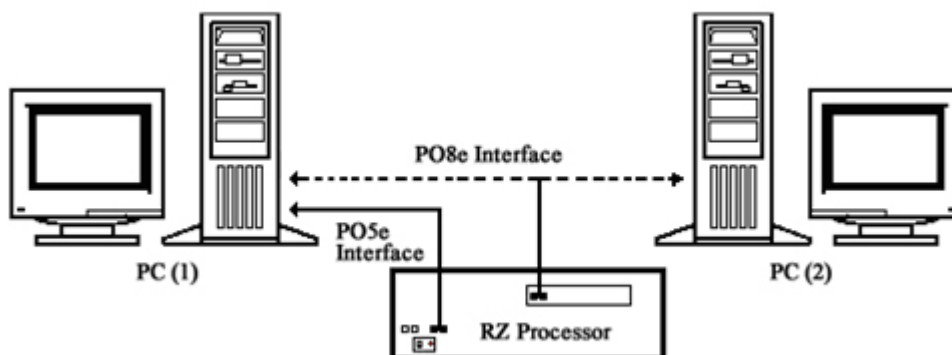 PO8e Interface
PO5e
Interface
PC (1)
PC (2)
RZ Processor